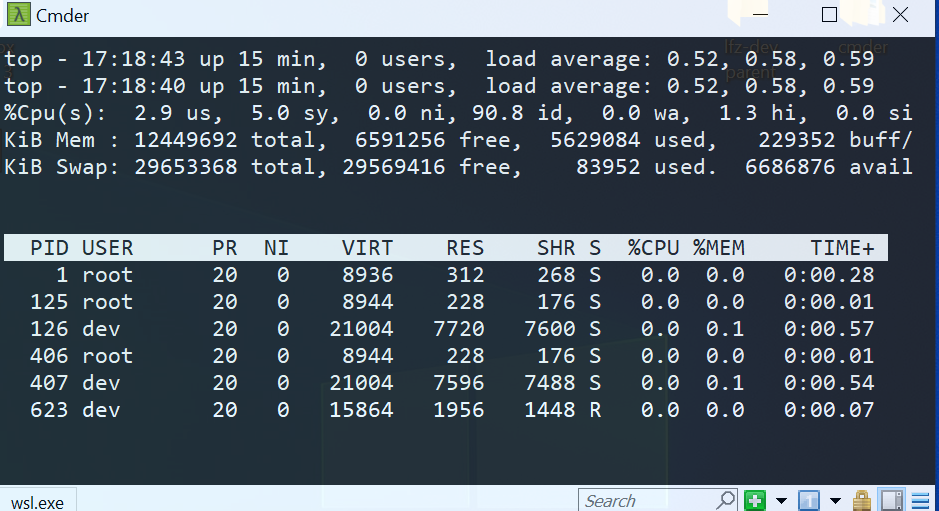 λ Cmder
lfz-dev cmder
parent
top - 17:18:43 up 15 min,  0 users,  load average: 0.52, 0.58, 0.59
top - 17:18:40 up 15 min,  0 users,  load average: 0.52, 0.58, 0.59
%Cpu(s):  2.9 us,  5.0 sy,  0.0 ni, 90.8 id,  0.0 wa,  1.3 hi,  0.0 si
KiB Mem : 12449692 total,  6591256 free,  5629084 used,   229352 buff/
KiB Swap: 29653368 total, 29569416 free,    83952 used.  6686876 avail
PID USER      PR  NI    VIRT    RES    SHR S  %CPU %MEM     TIME+
1 root      20   0    8936    312    268 S   0.0  0.0   0:00.28
125 root      20   0    8944    228    176 S   0.0  0.0   0:00.01
126 dev       20   0   21004   7720   7600 S   0.0  0.1   0:00.57
406 root      20   0    8944    228    176 S   0.0  0.0   0:00.01
407 dev       20   0   21004   7596   7488 S   0.0  0.1   0:00.54
623 dev       20   0   15864   1956   1448 R   0.0  0.0   0:00.07
wsl.exe Search 1